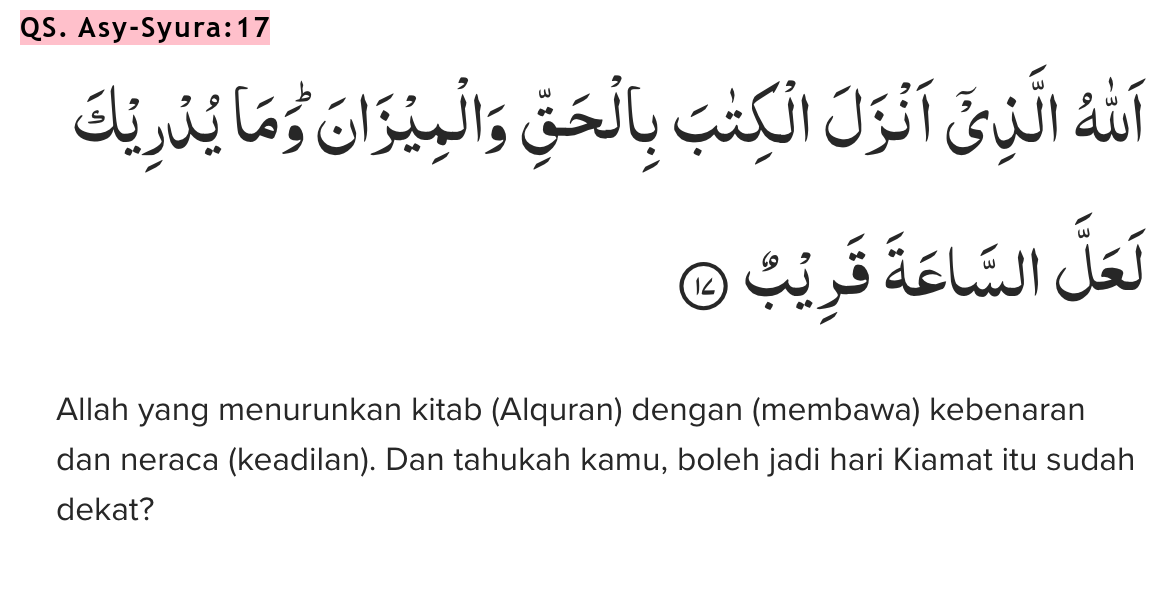 QS. Asy-Syura:17
اَللّٰهُ الَّذِيْٓ اَنْزَلَ الْكِتٰبَ بِالْحَقِّ وَالْمِيْزَانَ ۗوَمَا يُدْرِيْكَ
لَعَلَّ السَّاعَةَ قَرِيْبٌ ١٧
Allah yang menurunkan kitab (Alquran) dengan (membawa) kebenaran
dan neraca (keadilan). Dan tahukah kamu, boleh jadi hari Kiamat itu sudah
dekat?